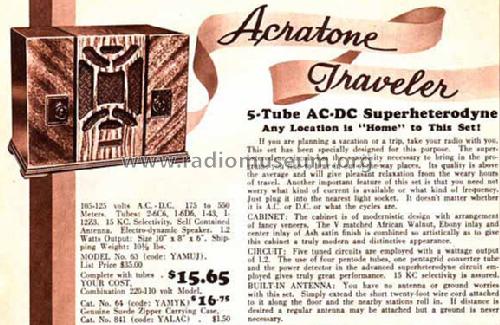 Acratone
Traveler
5-Tube AC-DC Superheterodyne
Any Location is "Home" to This Set!
If you are planning a vacation or a trip, take your radio with you.
This set has been specially designed for this purpose. The super-
sensitivity necessary to bring in the pro-
out-of-the-way places. Its quality is above
the average and will give pleasant relaxation from the weary hours
of travel. Another important feature of this set is that you need not
worry what kind of current is available or what kind of frequency.
Just plug it into the nearest light socket. It doesn't matter whether
it is A.C. or D.C. or what the cycles are.
www.radiomuseum.org
CABINET: The cabinet is of modernistic design with arrangement
of fancy veneers. The V matched African Walnut, Ebony inlay and
center inlay of Ash satin finish is combined so artistically as to give
this cabinet a truly modern and distinctive appearance.
CIRCUIT: Five tuned circuits are employed with a wattage output
of 1.2. The use of four pentode tubes, one pentagrid converter tube
and the power detector in the advanced superheterodyne circuit em-
ployed gives truly great performance. 15 KC selectivity is assured.
BUILT-IN ANTENNA: You have no antenna or ground worries
with this set. Simply extend the short twenty-foot wire cord attached
to it along the floor and the nearby stations roll in. If distance is
desired a regular antenna may be attached but a ground is never
necessary.
105-125 volts A.C.-D.C. 175 to 550
Meters. Tubes: 2-6C6, 1-6D6, 1-43, 1-
12Z3. 15 KC. Selectivity. Self Contained
Antenna. Electro-dynamic Speaker. 1.2
Watts Output: Size 10" x 8" x 6". Ship-
ping Weight: 10½ lbs.
MODEL No. 63 (code: YAMUJ).
List Price $35.00
Complete with tubes
YOUR COST, $15.65
Combination 220-110 volt Model.
Cat. No. 64 (code: YAMYK) $16.75
Genuine Suede Zipper Carrying Case,
Cat. No. 841 (code: YALAC) . $1.50